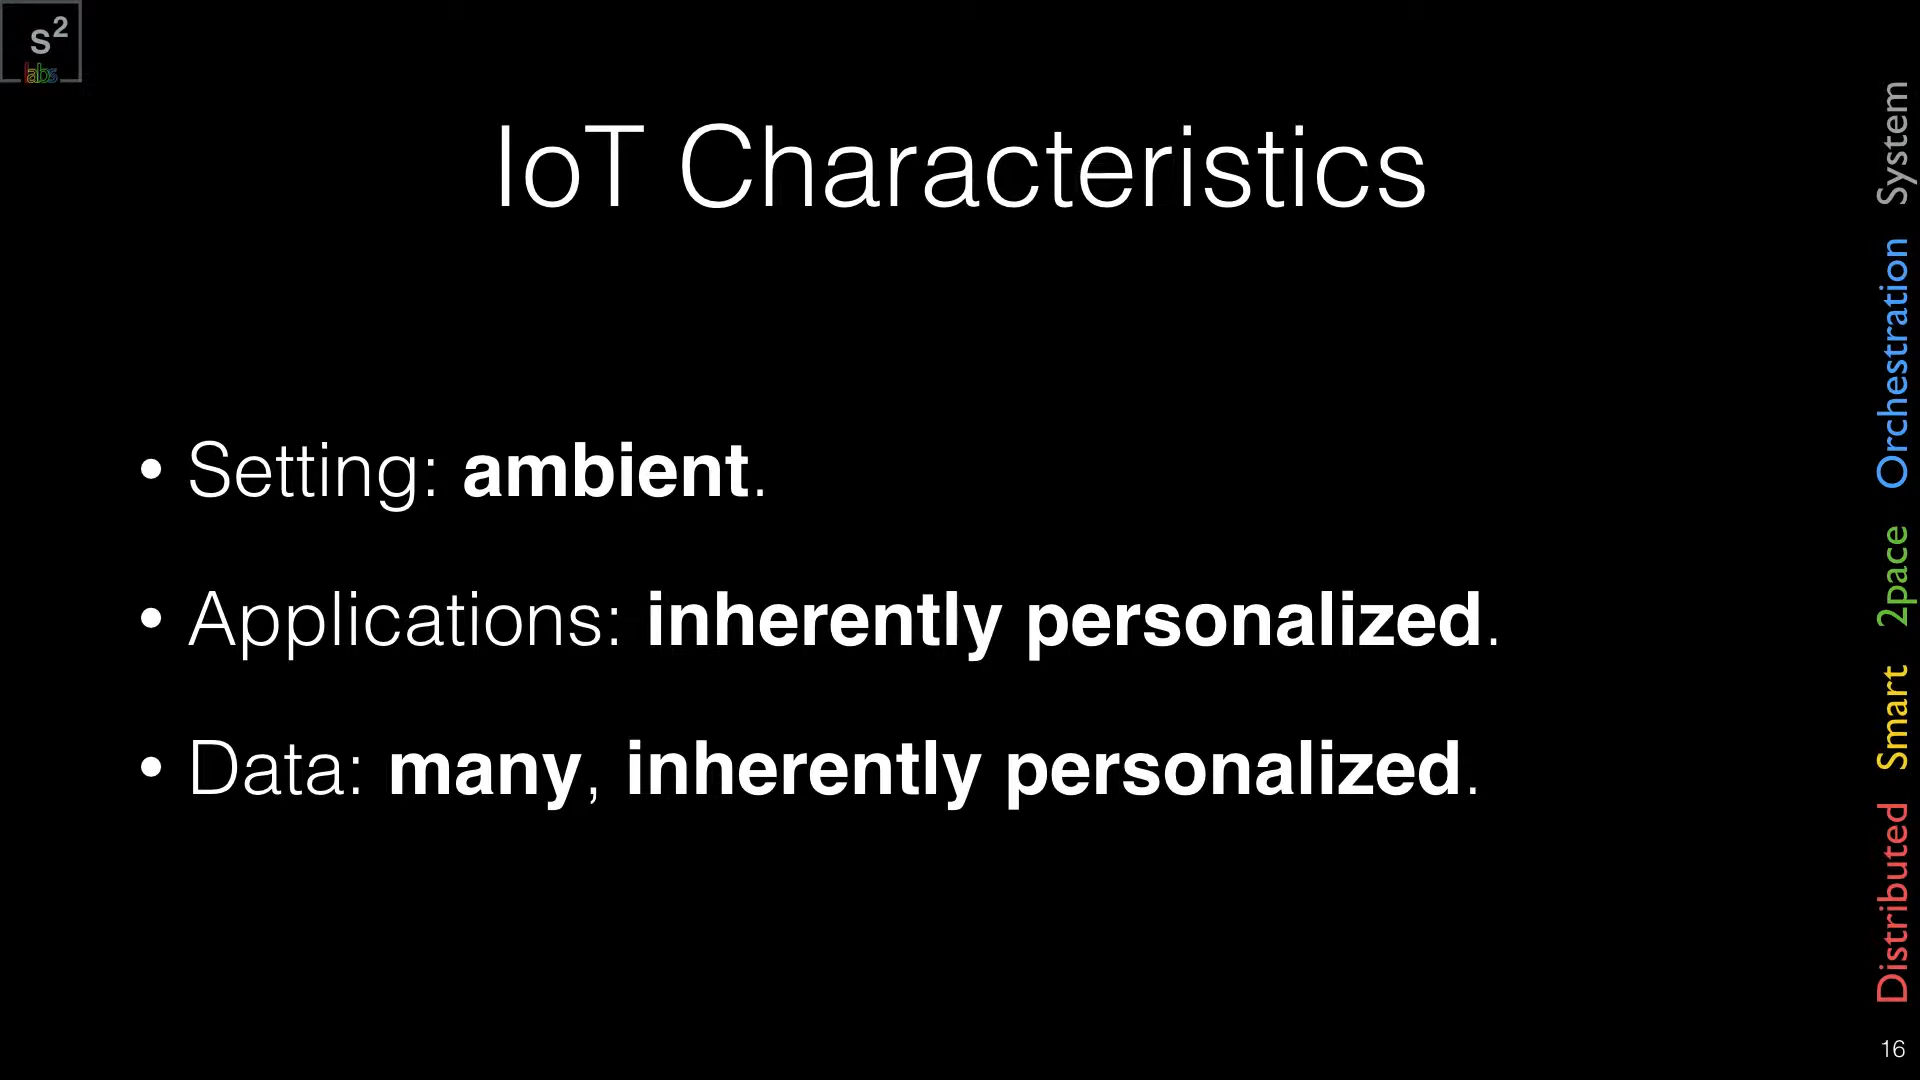 s²
labs
IoT Characteristics
• Setting: ambient.
• Applications: inherently personalized.
• Data: many, inherently personalized.
Distributed Smart 2pace Orchestration System
16